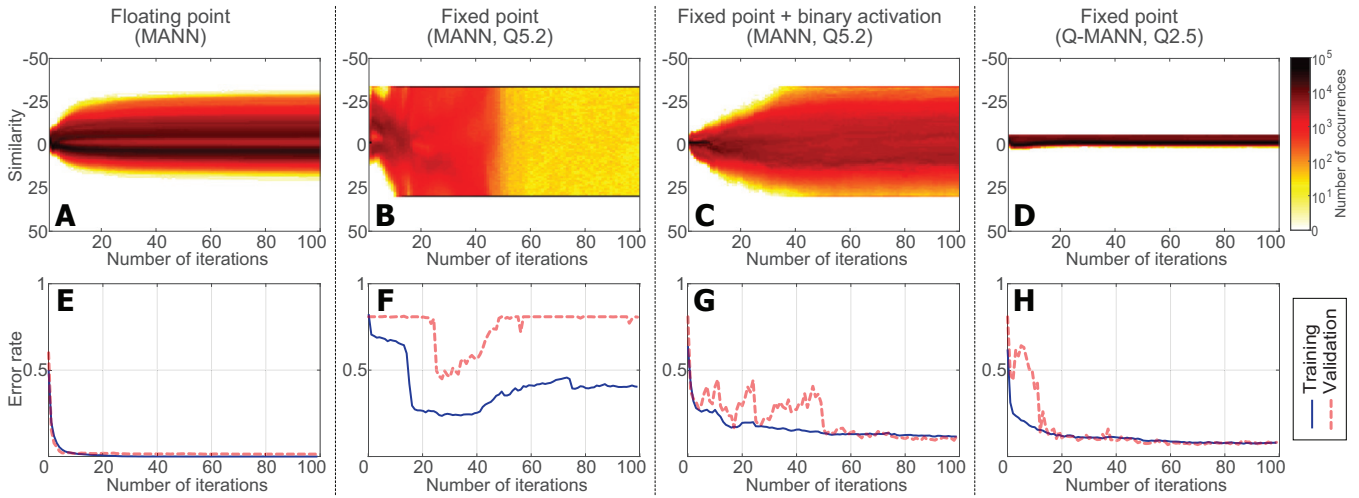 Floating point
(MANN)
Fixed point
(MANN, Q5.2)
Fixed point + binary activation
(MANN, Q5.2)
Fixed point
(Q-MANN, Q2.5)
Similarity
-50
-25
0
25
50
A
20
40
60
80
100
Number of iterations
-50
-25
0
25
50
B
20
40
60
80
100
Number of iterations
-50
-25
0
25
50
C
20
40
60
80
100
Number of iterations
-50
-25
0
25
50
D
20
40
60
80
100
Number of iterations
10^5
10^4
10^3
10^2
10^1
0
Number of occurrences
Error rate
1
0.5
0
E
0
20
40
60
80
100
Number of iterations
1
0.5
F
0
20
40
60
80
100
Number of iterations
1
0.5
G
0
20
40
60
80
100
Number of iterations
1
0.5
H
0
20
40
60
80
100
Number of iterations
Training
Validation